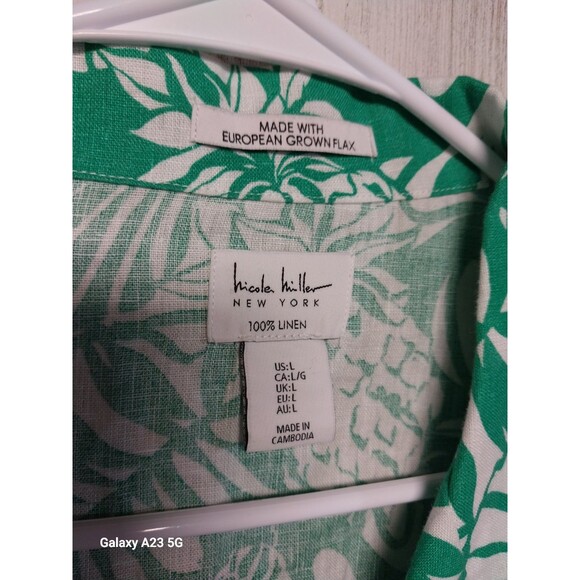 MADE WITH
EUROPEAN GROWN FLAX
Nicole Miller
NEW YORK
100% LINEN
US:L
CA:L/G
UK:L
EU:L
AU:L
MADE IN
CAMBODIA
Galaxy A23 5G